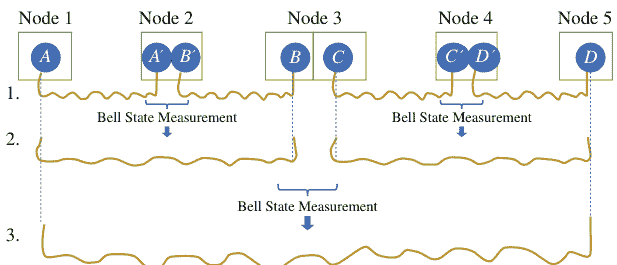 Node 1 Node 2 Node 3 Node 4 Node 5
A A´ B´ B C C´ D´ D
1.
Bell State Measurement Bell State Measurement
2.
Bell State Measurement
3.